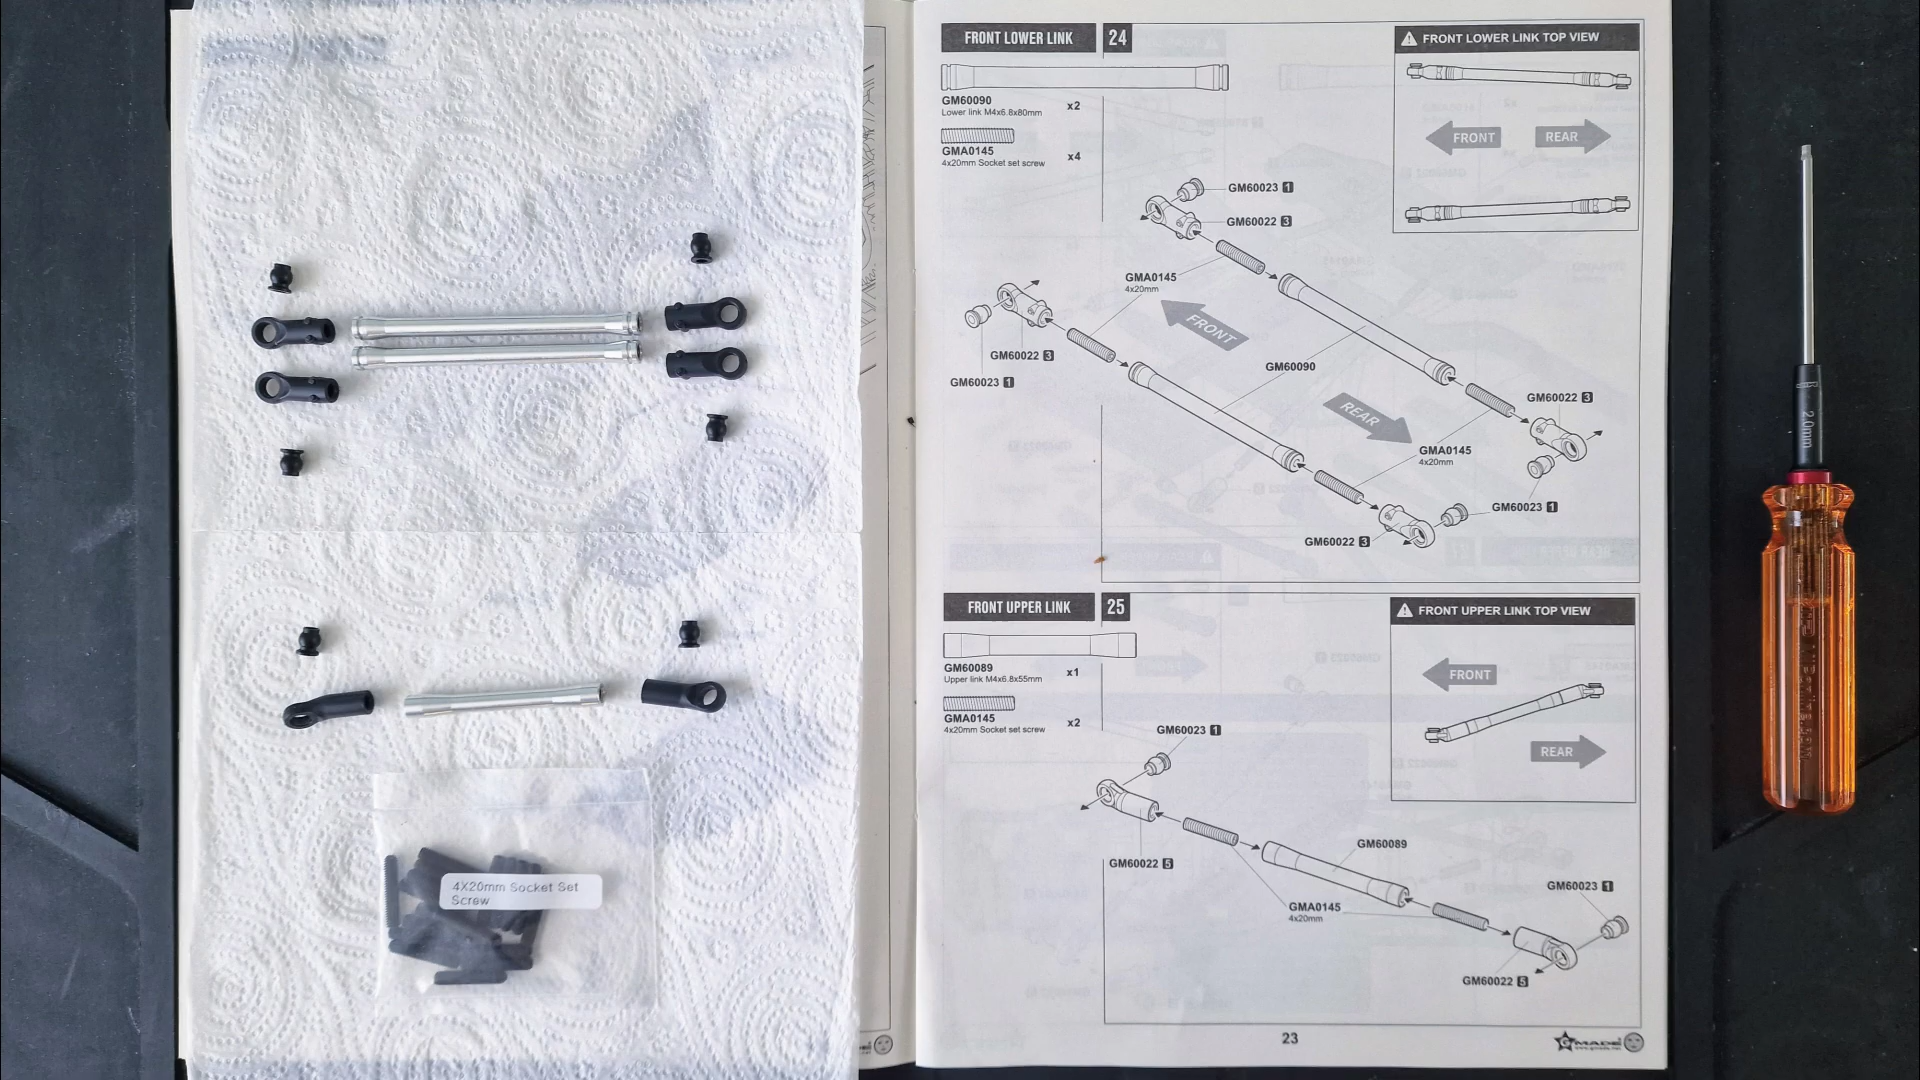 FRONT LOWER LINK 24
GM60090
Lower link M4x6.8x80mm
x2
GMA0145
4x20mm Socket set screw
x4
FRONT LOWER LINK TOP VIEW
FRONT
REAR
GM60023 1
GM60022 3
GMA0145
4x20mm
FRONT
GM60022 3
GM60023 1
GM60090
REAR
GM60022 3
GMA0145
4x20mm
GM60023 1
GM60022 3
FRONT UPPER LINK 25
GM60089
Upper link M4x6.8x55mm
x1
GMA0145
4x20mm Socket set screw
x2
FRONT UPPER LINK TOP VIEW
FRONT
REAR
GM60023 1
GM60022 5
GM60089
GMA0145
4x20mm
GM60023 1
GM60022 5
23
GMADE
4X20mm Socket Set
Screw
2.0mm